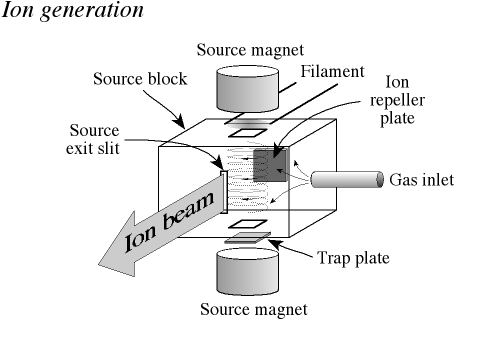 Ion generation
Source magnet
Filament
Source block
Ion
repeller
plate
Source
exit slit
Gas inlet
Ion beam
Trap plate
Source magnet